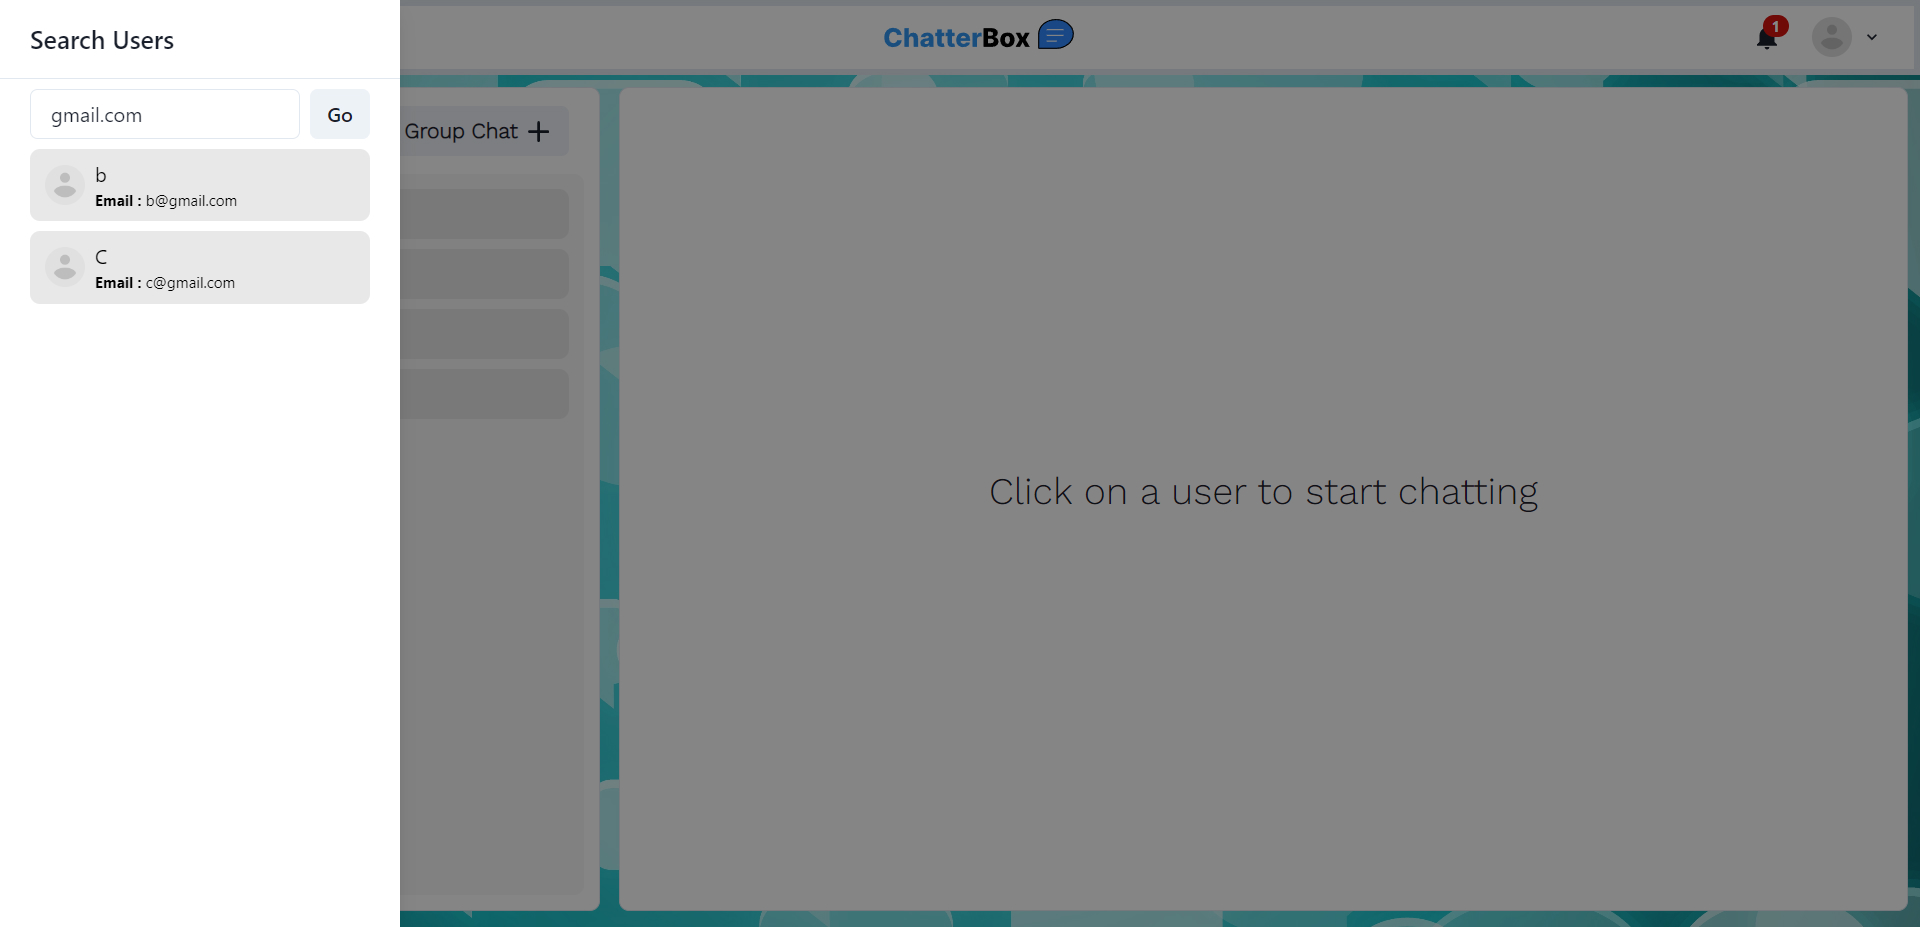 Search Users
gmail.com
Go
b
Email : b@gmail.com
C
Email : c@gmail.com
ChatterBox
1
Group Chat
Click on a user to start chatting